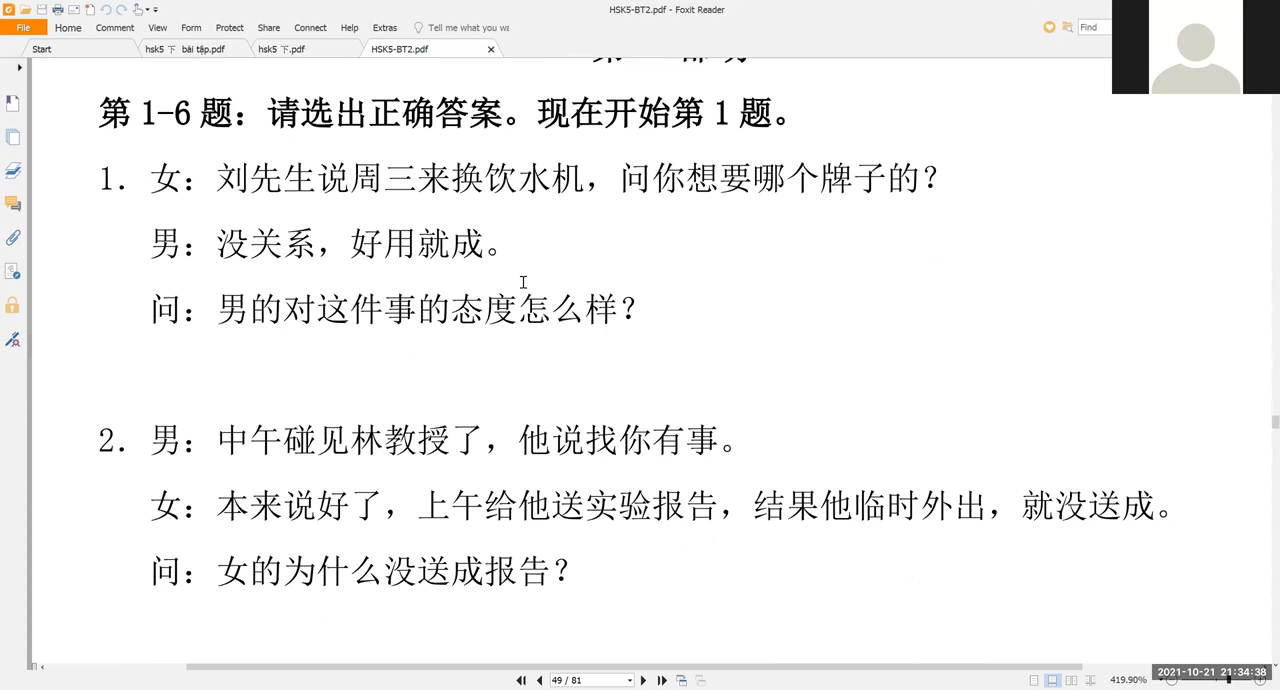 HSK5-BT2.pdf - Foxit Reader
File Home Comment View Form Protect Share Connect Help Extras Tell me what you wa Find
Start hsk5 下 bài tập.pdf hsk5 下.pdf HSK5-BT2.pdf
第 1-6 题：请选出正确答案。现在开始第 1 题。
1. 女：刘先生说周三来换饮水机，问你想要哪个牌子的？
男：没关系，好用就成。
问：男的对这件事的态度怎么样？
2. 男：中午碰见林教授了，他说找你有事。
女：本来说好了，上午给他送实验报告，结果他临时外出，就没送成。
问：女的为什么没送成报告？
2021-10-21 21:34:38
49 / 81 419.90%